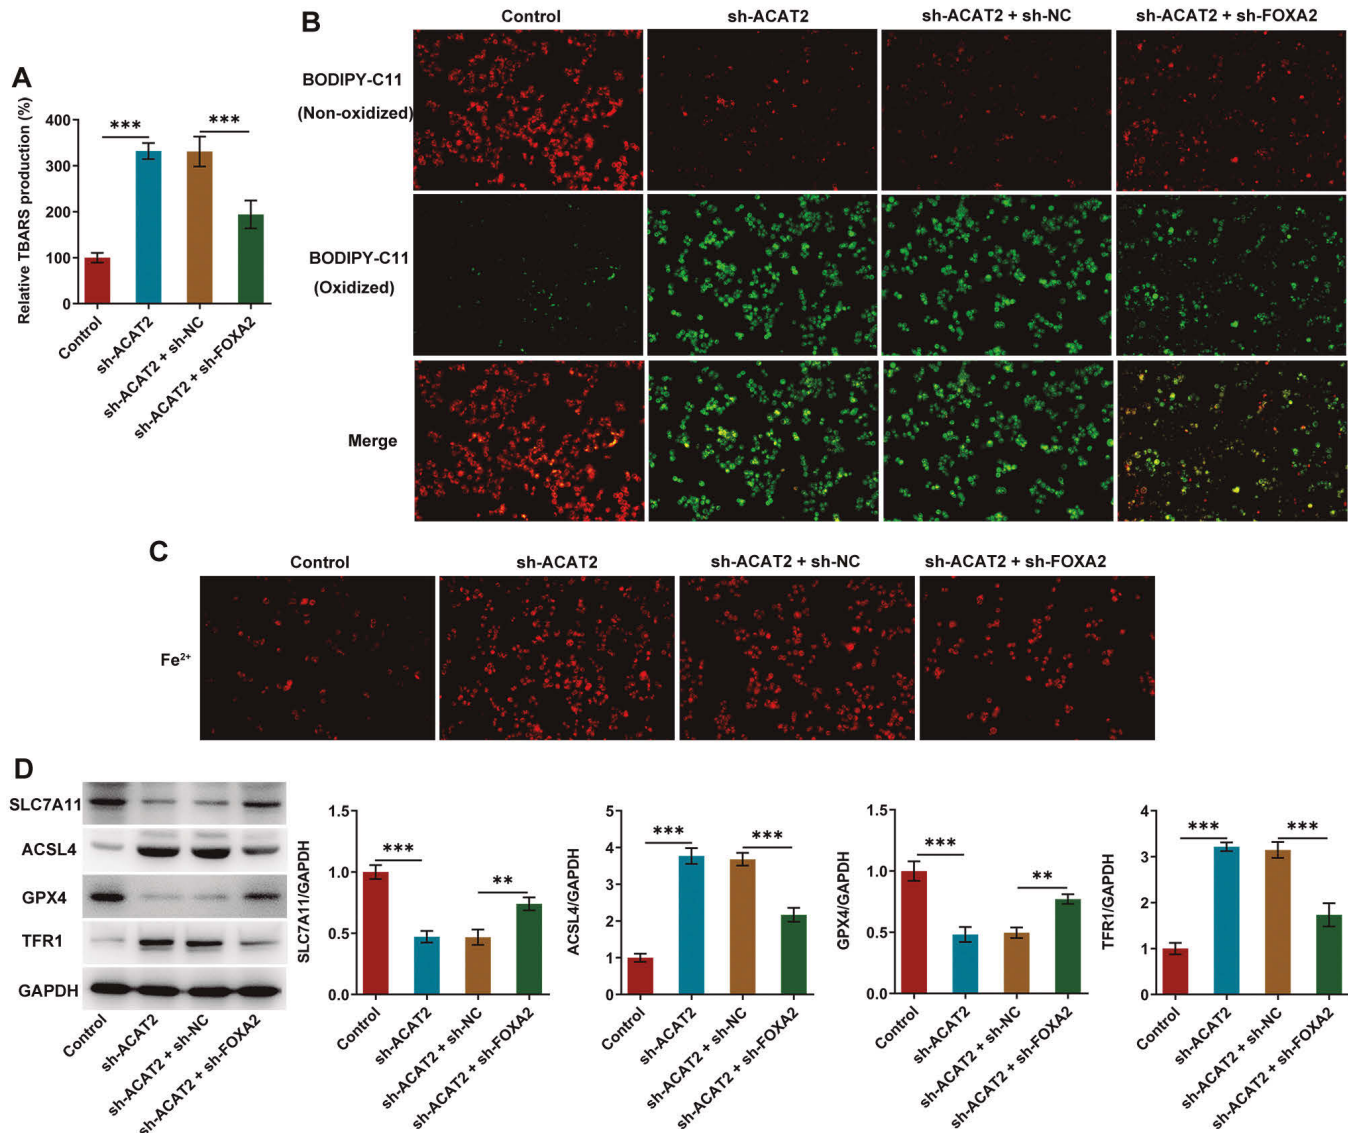 A
Relative TBARS production (%)
400
300
200
100
0
***
***
Control
sh-ACAT2
sh-ACAT2 + sh-NC
sh-ACAT2 + sh-FOXA2
B
Control
sh-ACAT2
sh-ACAT2 + sh-NC
sh-ACAT2 + sh-FOXA2
BODIPY-C11
(Non-oxidized)
BODIPY-C11
(Oxidized)
Merge
C
Control
sh-ACAT2
sh-ACAT2 + sh-NC
sh-ACAT2 + sh-FOXA2
Fe²⁺
D
SLC7A11
ACSL4
GPX4
TFR1
GAPDH
Control
sh-ACAT2
sh-ACAT2 + sh-NC
sh-ACAT2 + sh-FOXA2
SLC7A11/GAPDH
1.5
1.0
0.5
0.0
***
**
Control
sh-ACAT2
sh-ACAT2 + sh-NC
sh-ACAT2 + sh-FOXA2
ACSL4/GAPDH
5
4
3
2
1
0
***
***
Control
sh-ACAT2
sh-ACAT2 + sh-NC
sh-ACAT2 + sh-FOXA2
GPX4/GAPDH
1.5
1.0
0.5
0.0
***
**
Control
sh-ACAT2
sh-ACAT2 + sh-NC
sh-ACAT2 + sh-FOXA2
TFR1/GAPDH
4
3
2
1
0
***
***
Control
sh-ACAT2
sh-ACAT2 + sh-NC
sh-ACAT2 + sh-FOXA2